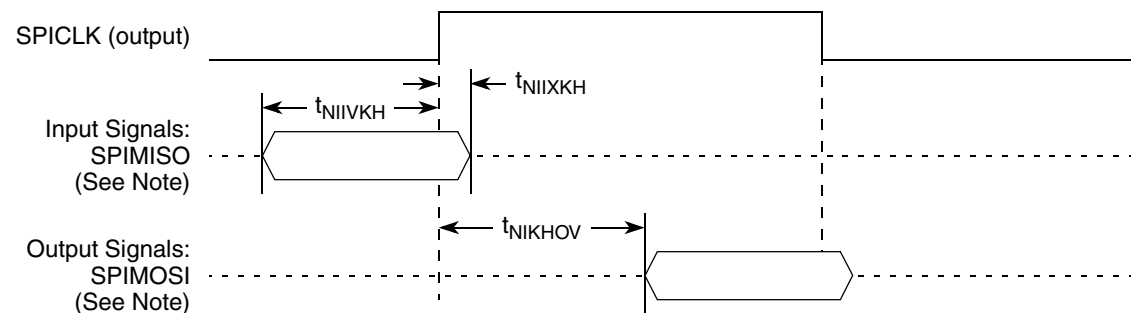 SPICLK (output)
tNIIXKH
tNIIVKH
Input Signals:
SPIMISO
(See Note)
tNIKHOV
Output Signals:
SPIMOSI
(See Note)